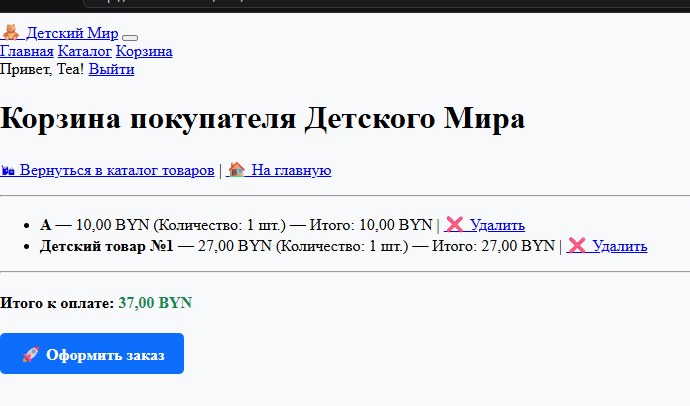 🧸 Детский Мир
Главная Каталог Корзина
Привет, Tea! Выйти
Корзина покупателя Детского Мира
Вернуться в каталог товаров | 🏠 На главную
А — 10,00 BYN (Количество: 1 шт.) — Итого: 10,00 BYN | ❌ Удалить
Детский товар №1 — 27,00 BYN (Количество: 1 шт.) — Итого: 27,00 BYN | ❌ Удалить
Итого к оплате: 37,00 BYN
🚀 Оформить заказ